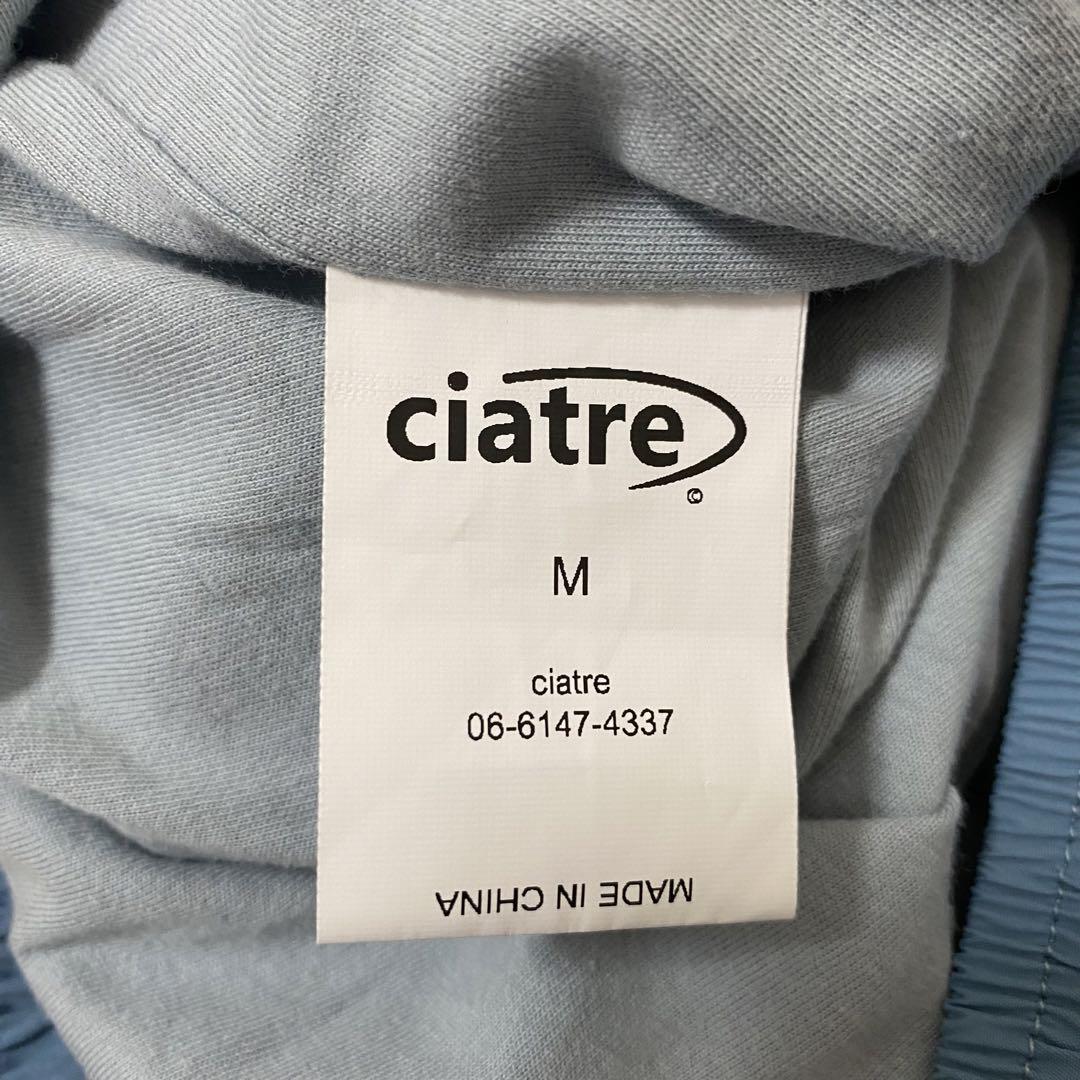 ciatre
©
M
ciatre
06-6147-4337
MADE IN CHINA